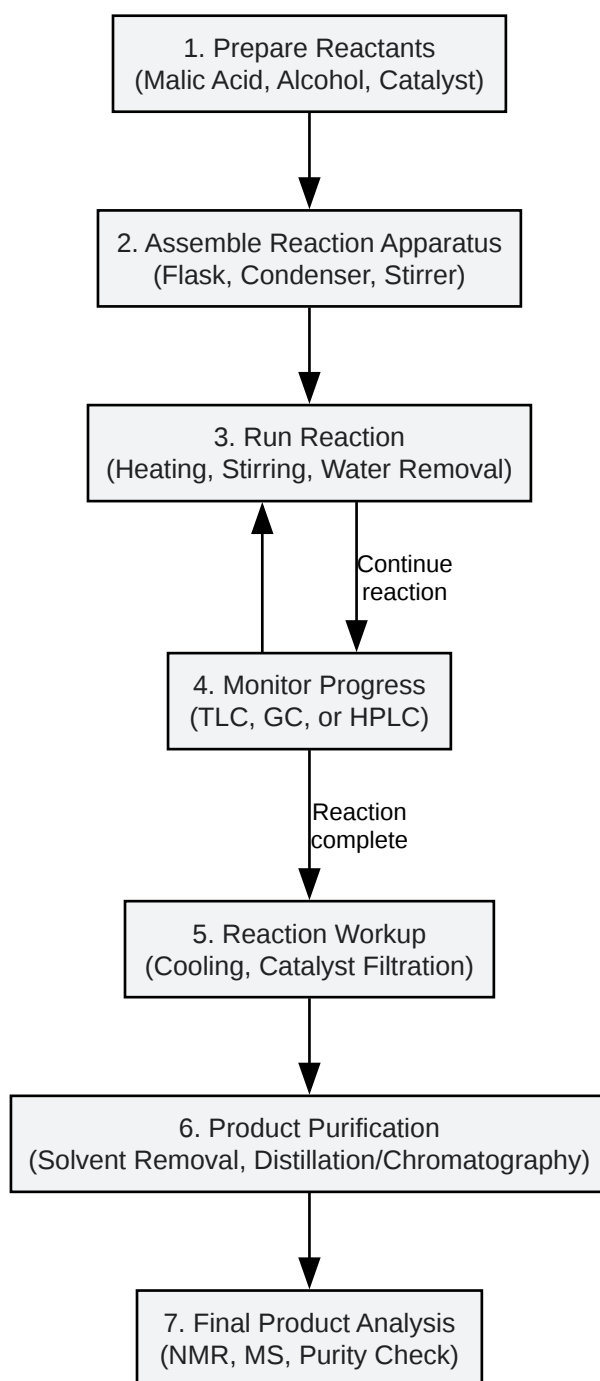 1. Prepare Reactants
(Malic Acid, Alcohol, Catalyst)
2. Assemble Reaction Apparatus
(Flask, Condenser, Stirrer)
3. Run Reaction
(Heating, Stirring, Water Removal)
Continue
reaction
4. Monitor Progress
(TLC, GC, or HPLC)
Reaction
complete
5. Reaction Workup
(Cooling, Catalyst Filtration)
6. Product Purification
(Solvent Removal, Distillation/Chromatography)
7. Final Product Analysis
(NMR, MS, Purity Check)